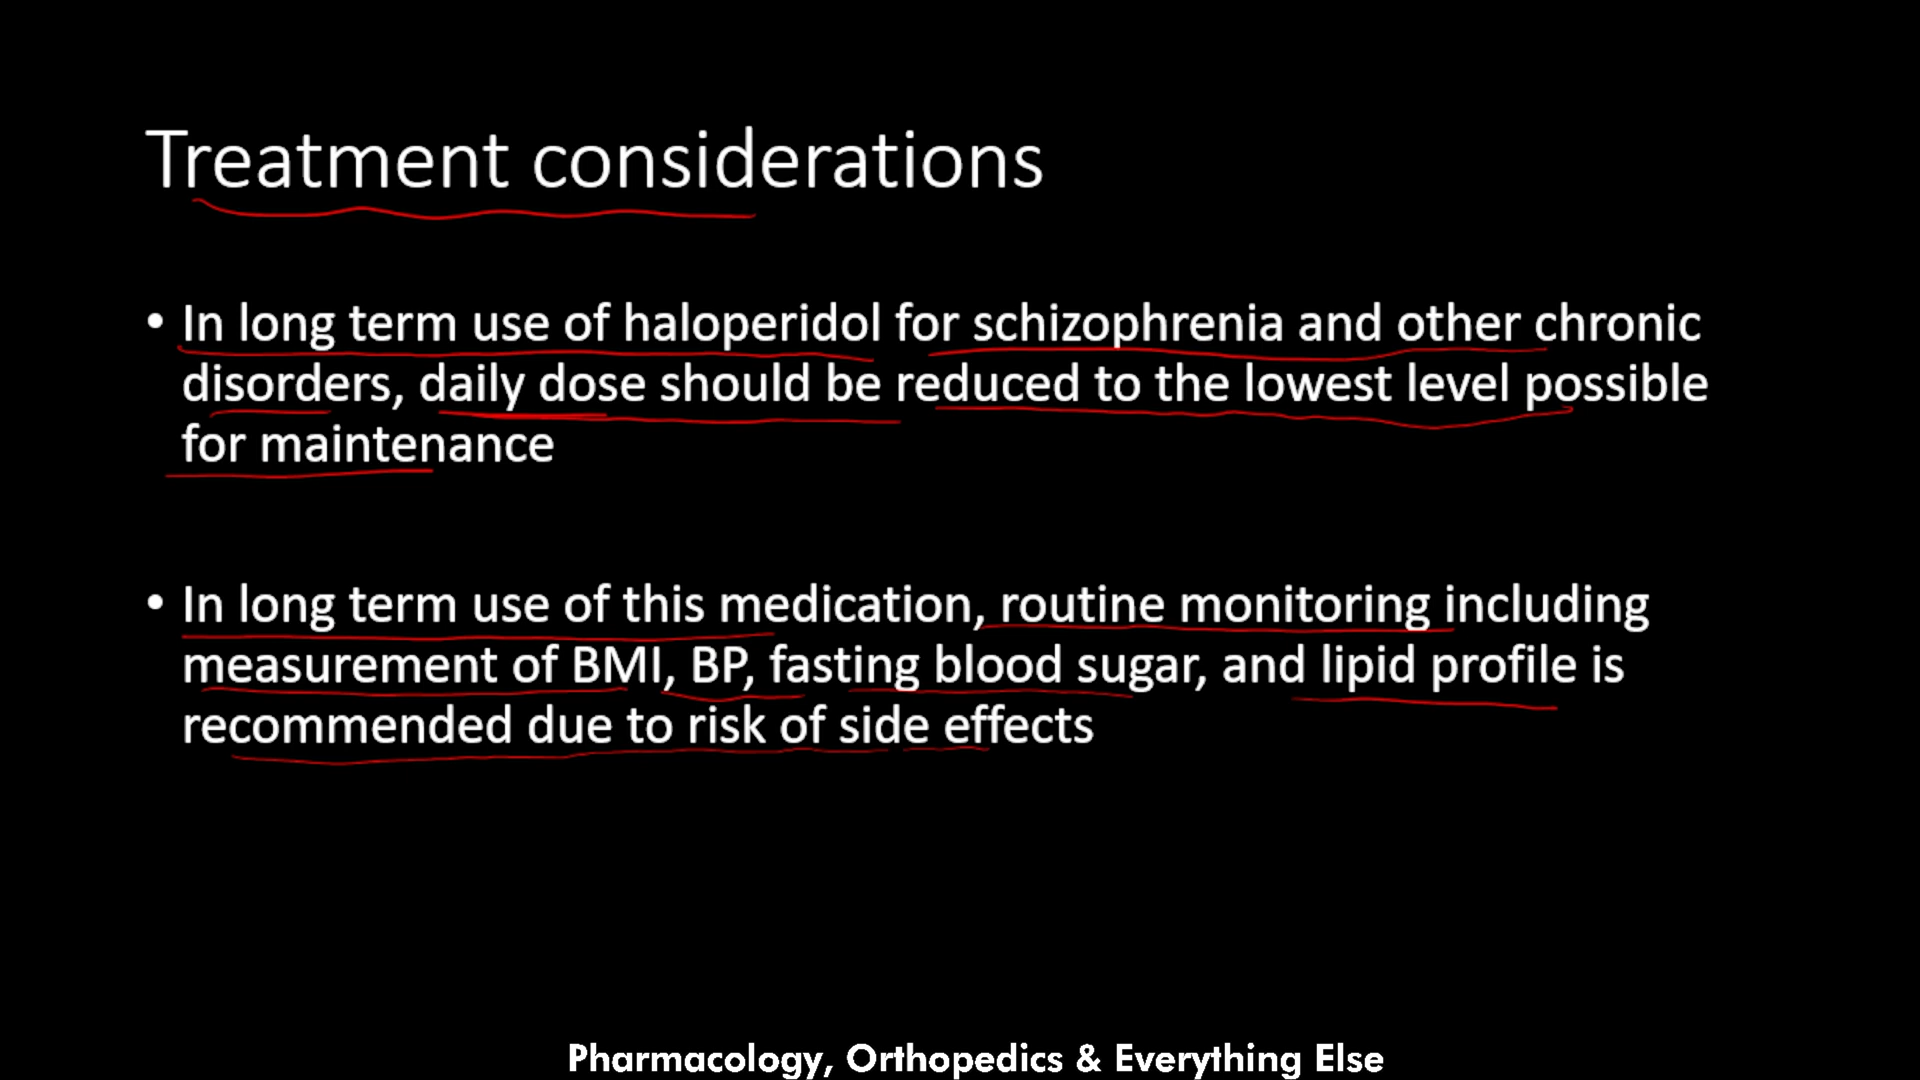 Treatment considerations
• In long term use of haloperidol for schizophrenia and other chronic
disorders, daily dose should be reduced to the lowest level possible
for maintenance
• In long term use of this medication, routine monitoring including
measurement of BMI, BP, fasting blood sugar, and lipid profile is
recommended due to risk of side effects
Pharmacology, Orthopedics & Everything Else